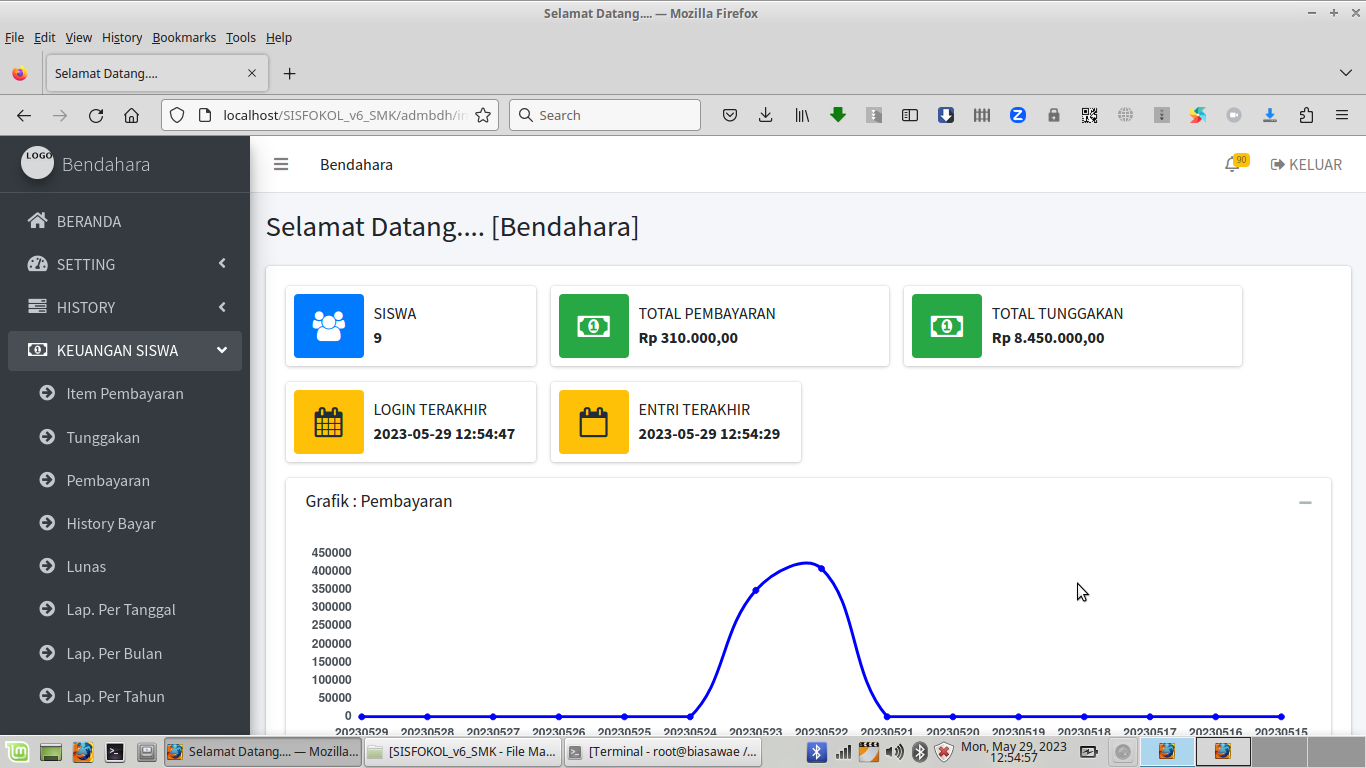 Selamat Datang.... — Mozilla Firefox
File Edit View History Bookmarks Tools Help
Selamat Datang....
localhost/SISFOKOL_v6_SMK/admbdh/in
Search
LOGO Bendahara
Bendahara
90
KELUAR
BERANDA
SETTING
HISTORY
KEUANGAN SISWA
Item Pembayaran
Tunggakan
Pembayaran
History Bayar
Lunas
Lap. Per Tanggal
Lap. Per Bulan
Lap. Per Tahun
Selamat Datang.... [Bendahara]
SISWA
9
TOTAL PEMBAYARAN
Rp 310.000,00
TOTAL TUNGGAKAN
Rp 8.450.000,00
LOGIN TERAKHIR
2023-05-29 12:54:47
ENTRI TERAKHIR
2023-05-29 12:54:29
Grafik : Pembayaran
450000
400000
350000
300000
250000
200000
150000
100000
50000
0
20230529 20230528 20230527 20230526 20230525 20230524 20230523 20230522 20230521 20230520 20230519 20230518 20230517 20230516 20230515
Selamat Datang.... — Mozilla...
[SISFOKOL_v6_SMK - File Ma...
[Terminal - root@biasawae /...
Mon, May 29, 2023
12:54:57